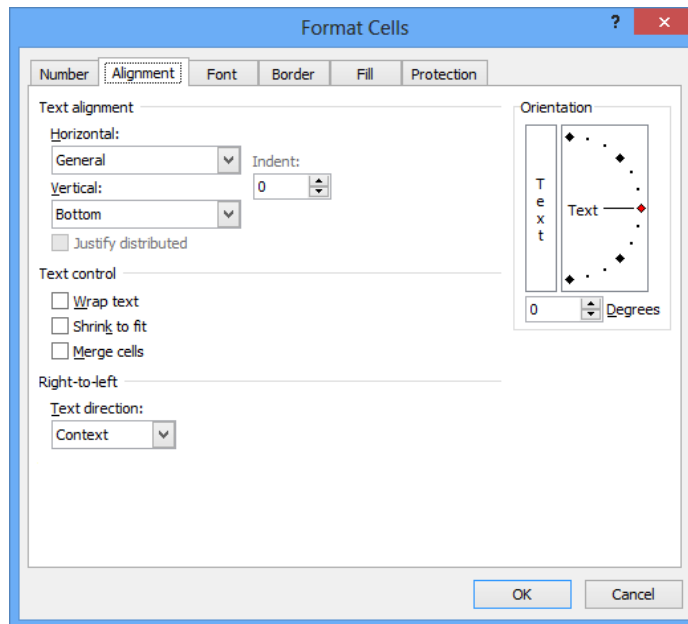 Format Cells
?
Number Alignment Font Border Fill Protection
Text alignment
Horizontal:
General
Indent:
0
Vertical:
Bottom
Justify distributed
Text control
Wrap text
Shrink to fit
Merge cells
Right-to-left
Text direction:
Context
Orientation
T
e
x
t
Text
0 Degrees
OK Cancel